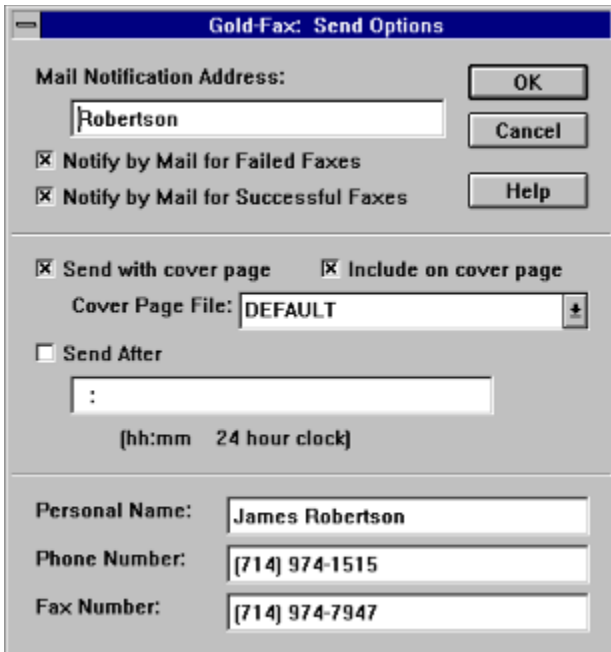 Gold-Fax: Send Options
Mail Notification Address:
OK
Robertson
Cancel
Notify by Mail for Failed Faxes
Notify by Mail for Successful Faxes
Help
Send with cover page Include on cover page
Cover Page File: DEFAULT
Send After
:
(hh:mm 24 hour clock)
Personal Name: James Robertson
Phone Number: (714) 974-1515
Fax Number: (714) 974-7947